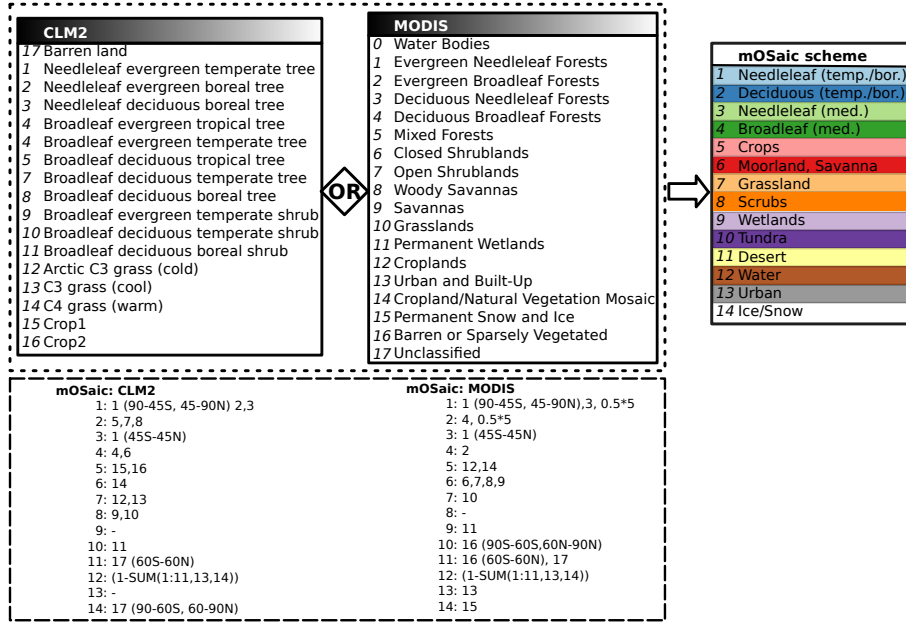 CLM2
17 Barren land
1 Needleleaf evergreen temperate tree
2 Needleleaf evergreen boreal tree
3 Needleleaf deciduous boreal tree
4 Broadleaf evergreen tropical tree
4 Broadleaf evergreen temperate tree
5 Broadleaf deciduous tropical tree
7 Broadleaf deciduous temperate tree
8 Broadleaf deciduous boreal tree
9 Broadleaf evergreen temperate shrub
10 Broadleaf deciduous temperate shrub
11 Broadleaf deciduous boreal shrub
12 Arctic C3 grass (cold)
13 C3 grass (cool)
14 C4 grass (warm)
15 Crop1
16 Crop2
OR
MODIS
0 Water Bodies
1 Evergreen Needleleaf Forests
2 Evergreen Broadleaf Forests
3 Deciduous Needleleaf Forests
4 Deciduous Broadleaf Forests
5 Mixed Forests
6 Closed Shrublands
7 Open Shrublands
8 Woody Savannas
9 Savannas
10 Grasslands
11 Permanent Wetlands
12 Croplands
13 Urban and Built-Up
14 Cropland/Natural Vegetation Mosaic
15 Permanent Snow and Ice
16 Barren or Sparsely Vegetated
17 Unclassified
mOSaic scheme
1 Needleleaf (temp./bor.)
2 Deciduous (temp./bor.)
3 Needleleaf (med.)
4 Broadleaf (med.)
5 Crops
6 Moorland, Savanna
7 Grassland
8 Scrubs
9 Wetlands
10 Tundra
11 Desert
12 Water
13 Urban
14 Ice/Snow
mOSaic: CLM2
1: 1 (90-45S, 45-90N) 2,3
2: 5,7,8
3: 1 (45S-45N)
4: 4,6
5: 15,16
6: 14
7: 12,13
8: 9,10
9: -
10: 11
11: 17 (60S-60N)
12: (1-SUM(1:11,13,14))
13: -
14: 17 (90-60S, 60-90N)
mOSaic: MODIS
1: 1 (90-45S, 45-90N),3, 0.5*5
2: 4, 0.5*5
3: 1 (45S-45N)
4: 2
5: 12,14
6: 6,7,8,9
7: 10
8: -
9: 11
10: 16 (90S-60S,60N-90N)
11: 16 (60S-60N), 17
12: (1-SUM(1:11,13,14))
13: 13
14: 15